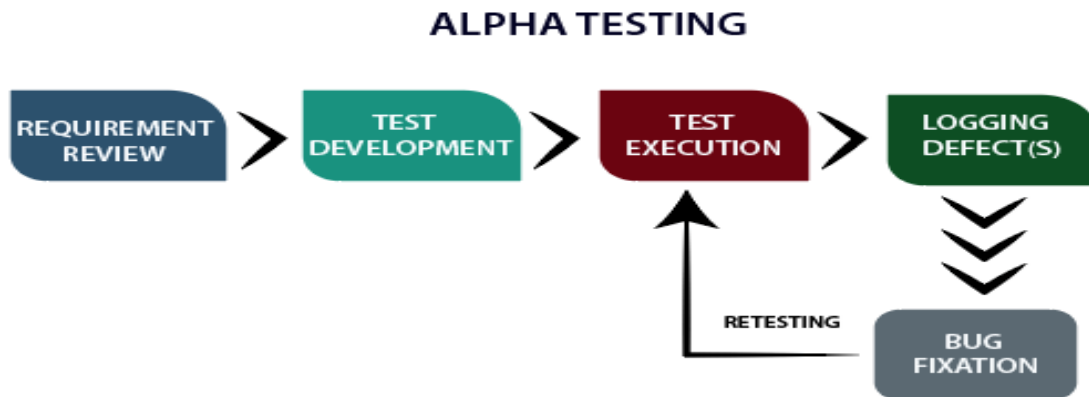 ALPHA TESTING
REQUIREMENT
REVIEW
TEST
DEVELOPMENT
TEST
EXECUTION
LOGGING
DEFECT(S)
RETESTING
BUG
FIXATION